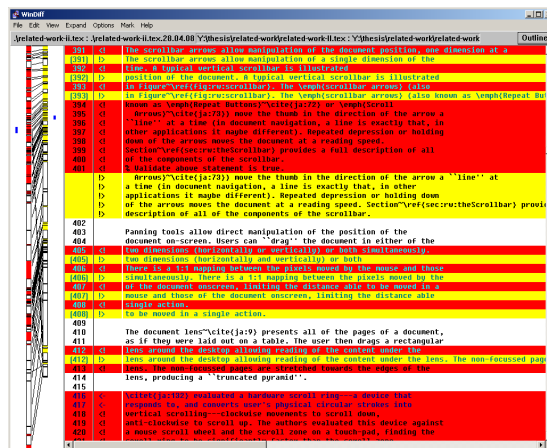 WinDiff
File Edit View Expand Options Mark Help
.\related-work-ii.tex : .\related-work-ii.tex.20.04.08 Y:\thesis\related-work\related-work-II.tex : Y:\thesis\related-work\related-work Outline
391 <! The scrollbar arrows allow manipulation of the document position, one dimension at a
(391) !> The scrollbar arrows allow manipulation of a single dimension of the
392 <! time. A typical vertical scrollbar is illustrated
(392) !> position of the document. A typical vertical scrollbar is illustrated
393 <! in Figure~\ref{fig:rw:scrollbar}. The \emph{scrollbar arrows}
(393) !> in Figure~\ref{fig:rw:scrollbar}. The \emph{scrollbar arrows} (also known as \emph{Repeat But
394 <! known as \emph{Repeat Buttons}~\cite{ja:72} or \emph{Scroll
395 <! Arrows}~\cite{ja:73}) move the thumb in the direction of the arrow a
396 <! ``line'' at a time (in document navigation, a line is exactly that, in
397 <! other applications it maybe different). Repeated depression or holding
398 <! down of the arrows moves the document at a reading speed.
399 <! Section~\ref{sec:rw:theScrollbar} provides a full description of all
400 <! of the components of the scrollbar.
401 <! % Validate above statement is true.
!> Arrows}~\cite{ja:73}) move the thumb in the direction of the arrow a ``line'' at
!> a time (in document navigation, a line is exactly that, in other
!> applications it maybe different). Repeated depression or holding down
!> of the arrows moves the document at a reading speed. Section~\ref{sec:rw:theScrollbar} provi
!> description of all of the components of the scrollbar.
402
403 Panning tools allow direct manipulation of the position of the
404 document on-screen. Users can ``drag'' the document in either of the
405 <! two dimensions (horizontally or vertically) or both simultaneously.
(405) !> two dimensions (horizontally and vertically) or both
406 <! There is a 1:1 mapping between the pixels moved by the mouse and those
(406) !> simultaneously. There is a 1:1 mapping between the pixels moved by the
407 <! of the document onscreen, limiting the distance able to be moved in a
(407) !> mouse and those of the document onscreen, limiting the distance able
408 <! single action.
(408) !> to be moved in a single action.
409
410 The document lens~\cite{ja:9} presents all of the pages of a document,
411 as if they were laid out on a table. The user then drags a rectangular
412 <! lens around the desktop allowing reading of the content under the
(412) !> lens around the desktop allowing reading of the content under the lens. The non-focussed page
413 <! lens. The non-focussed pages are stretched towards the edges of the
414 lens, producing a ``truncated pyramid''.
415
416 <- \citet{ja:132} evaluated a hardware scroll ring---a device that
417 <! responds to, and converts user's physical circular strokes into
418 <! vertical scrolling---clockwise movements to scroll down,
419 <! anti-clockwise to scroll up. The authors evaluated this device against
420 <! a mouse scroll wheel and the scroll zone on a touch-pad, finding the